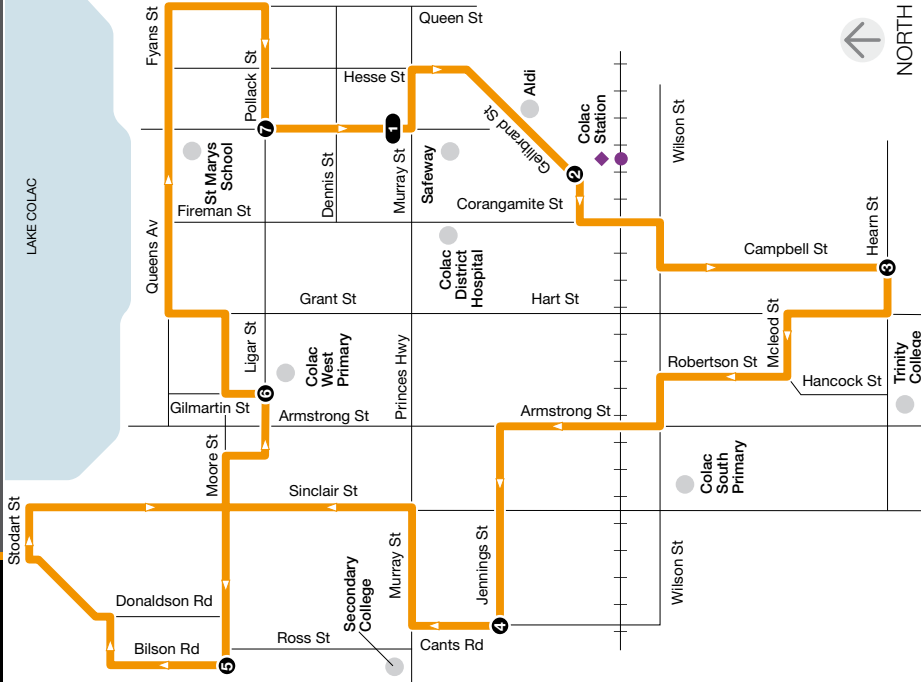 Queen St
Fyans St
Pollack St
Hesse St
Aldi
NORTH
LAKE COLAC
7
1
St Marys
School
Dennis St
Murray St
Safeway
Gellibrand St
2
Colac
Station
Wilson St
Fireman St
Corangamite St
Queens Av
Colac
District
Hospital
Campbell St
Hearn St
3
Grant St
Hart St
Ligar St
Colac
West
Primary
Princes Hwy
Mcleod St
Robertson St
Hancock St
Trinity
College
6
Gilmartin St
Armstrong St
Armstrong St
Moore St
Sinclair St
Colac
South
Primary
Stodart St
Murray St
Jennings St
Wilson St
Donaldson Rd
Secondary
College
Bilson Rd
Ross St
Cants Rd
4
5